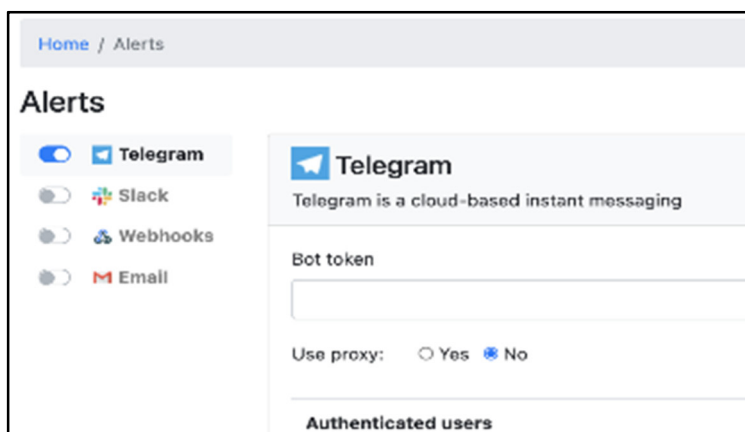 Home / Alerts
Alerts
Telegram
Slack
Webhooks
Email
Telegram
Telegram is a cloud-based instant messaging
Bot token
Use proxy: Yes No
Authenticated users